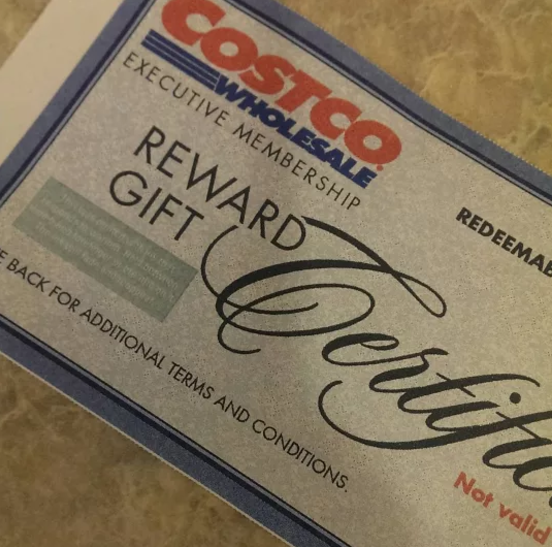 COSTCO
WHOLESALE
EXECUTIVE MEMBERSHIP
REWARD
GIFT
REDEEMAB
Certific
E BACK FOR ADDITIONAL TERMS AND CONDITIONS.
Not valid